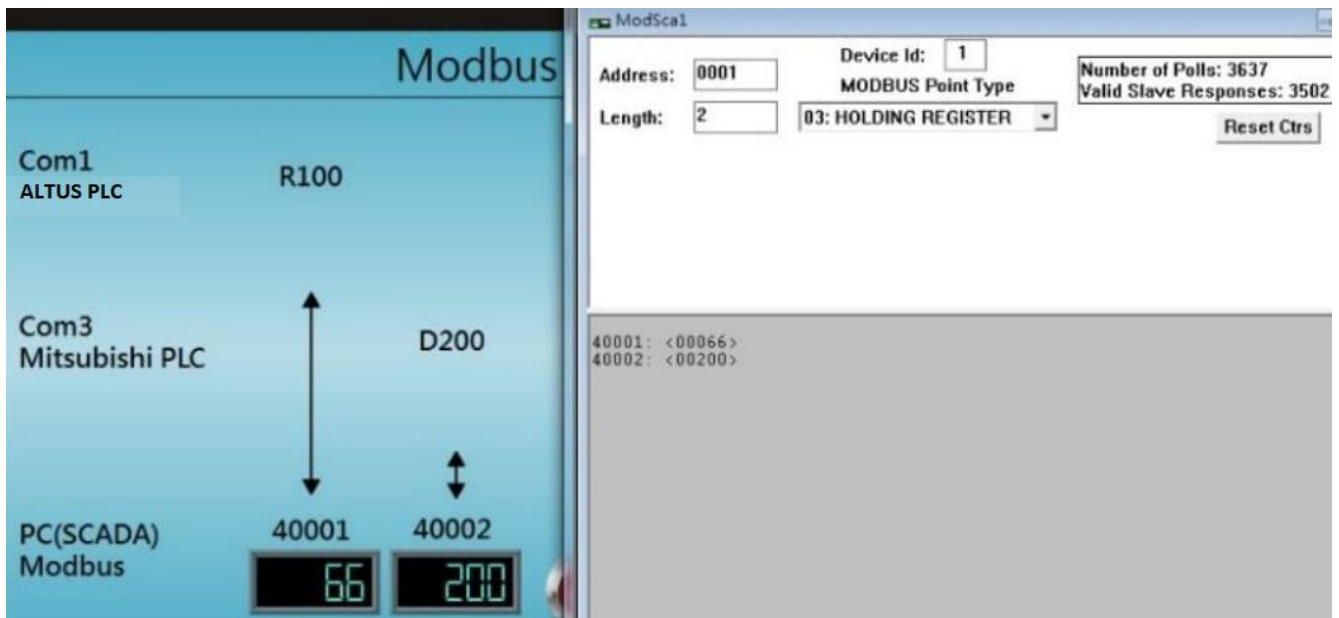 Modbus
Com1
ALTUS PLC
R100
Com3
Mitsubishi PLC
D200
PC(SCADA)
Modbus
40001
40002
66
200
ModSca1
Address: 0001
Length: 2
Device Id: 1
MODBUS Point Type
03: HOLDING REGISTER
Number of Polls: 3637
Valid Slave Responses: 3502
Reset Ctrs
40001: <00066>
40002: <00200>